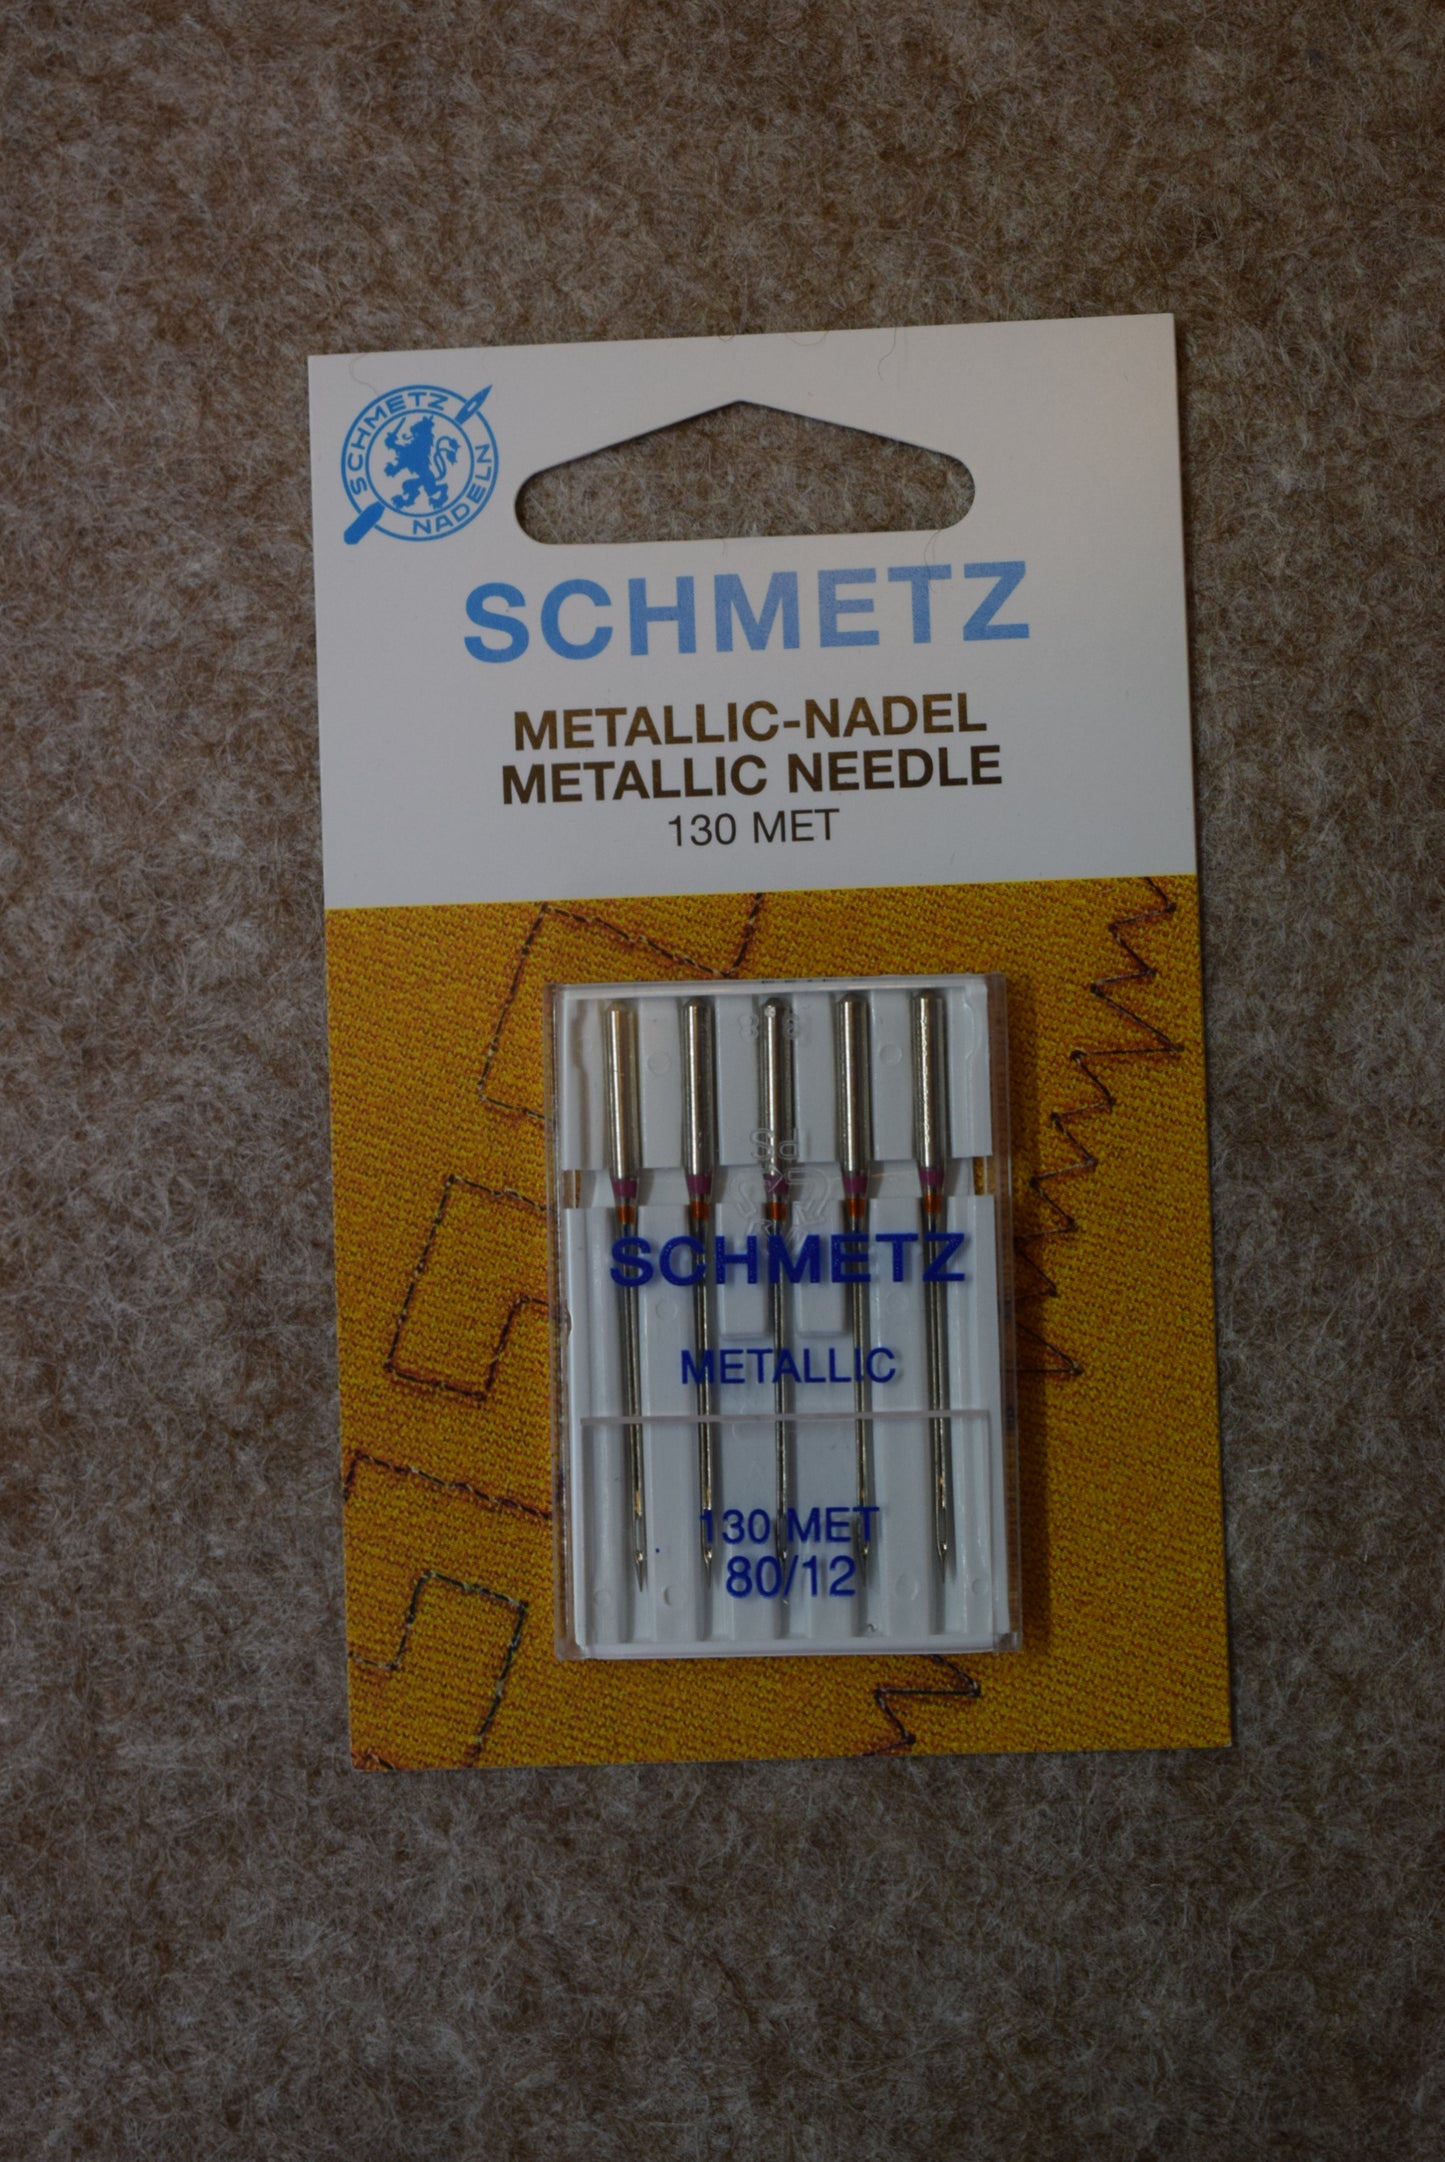 SCHMETZ
NADELN
SCHMETZ
METALLIC-NADEL
METALLIC NEEDLE
130 MET
SCHMETZ
METALLIC
130 MET
80/12